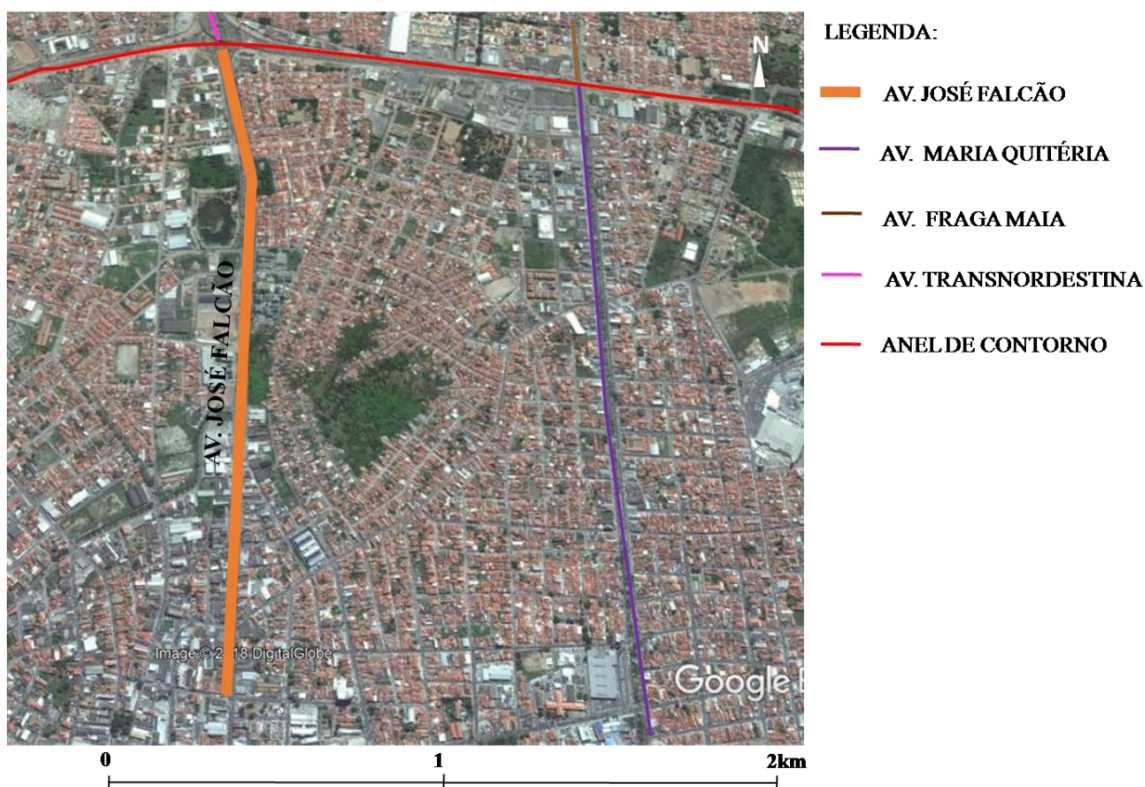 N
LEGENDA:
AV. JOSÉ FALCÃO
AV. MARIA QUITÉRIA
AV. FRAGA MAIA
AV. TRANSNORDESTINA
ANEL DE CONTORNO
AV. JOSÉ FALCÃO
Image © 2018 DigitalGlobe
Google
0 1 2km